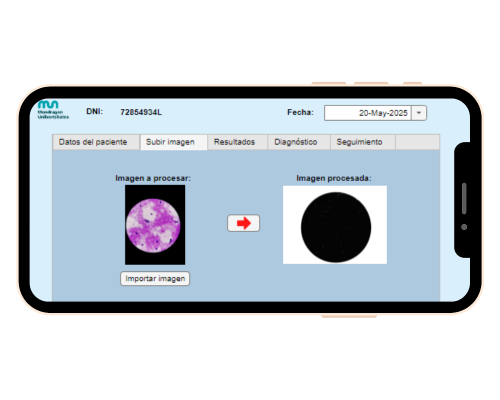 Mondragon
Unibertsitatea
DNI: 72854934L
Fecha: 20-May-2025
Datos del paciente Subir imagen Resultados Diagnóstico Seguimiento
Imagen a procesar: Imagen procesada:
Importar imagen